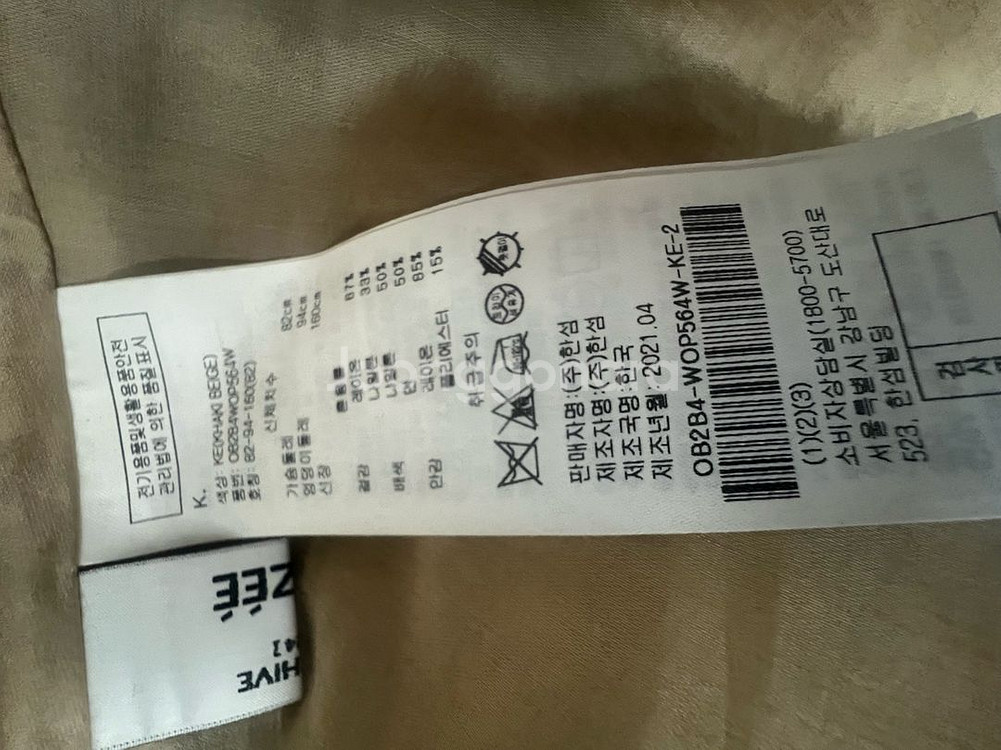 전기용품및생활용품안전
관리법에 의한 품질표시
K.
색상: KE(KHAKI BEIGE)
품번: OB2B4WOP564W
호칭: 82-94-160(82)
신체치수
가슴둘레 82cm
엉덩이둘레 94cm
신장 160cm
혼용률
겉감 레이온 67%
나일론 33%
배색 나일론 50%
면 50%
안감 레이온 85%
폴리에스터 15%
취급주의
판매자명:(주)한섬
제조자명:(주)한섬
제조국명:한국
제조년월 2021.04
OB2B4-WOP564W-KE-2
(1)(2)(3)
소비자상담실(1800-5700)
서울특별시 강남구 도산대로
523, 한섬빌딩
검
사
ZÉÉ
HIVE